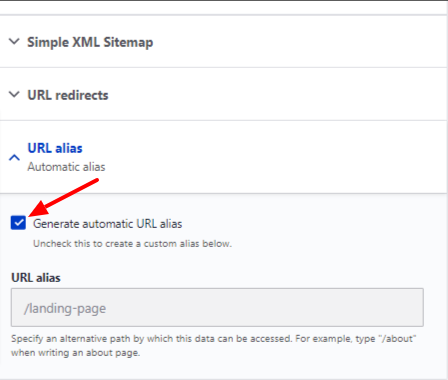 Simple XML Sitemap
URL redirects
URL alias
Automatic alias
Generate automatic URL alias
Uncheck this to create a custom alias below.
URL alias
/landing-page
Specify an alternative path by which this data can be accessed. For example, type "/about"
when writing an about page.